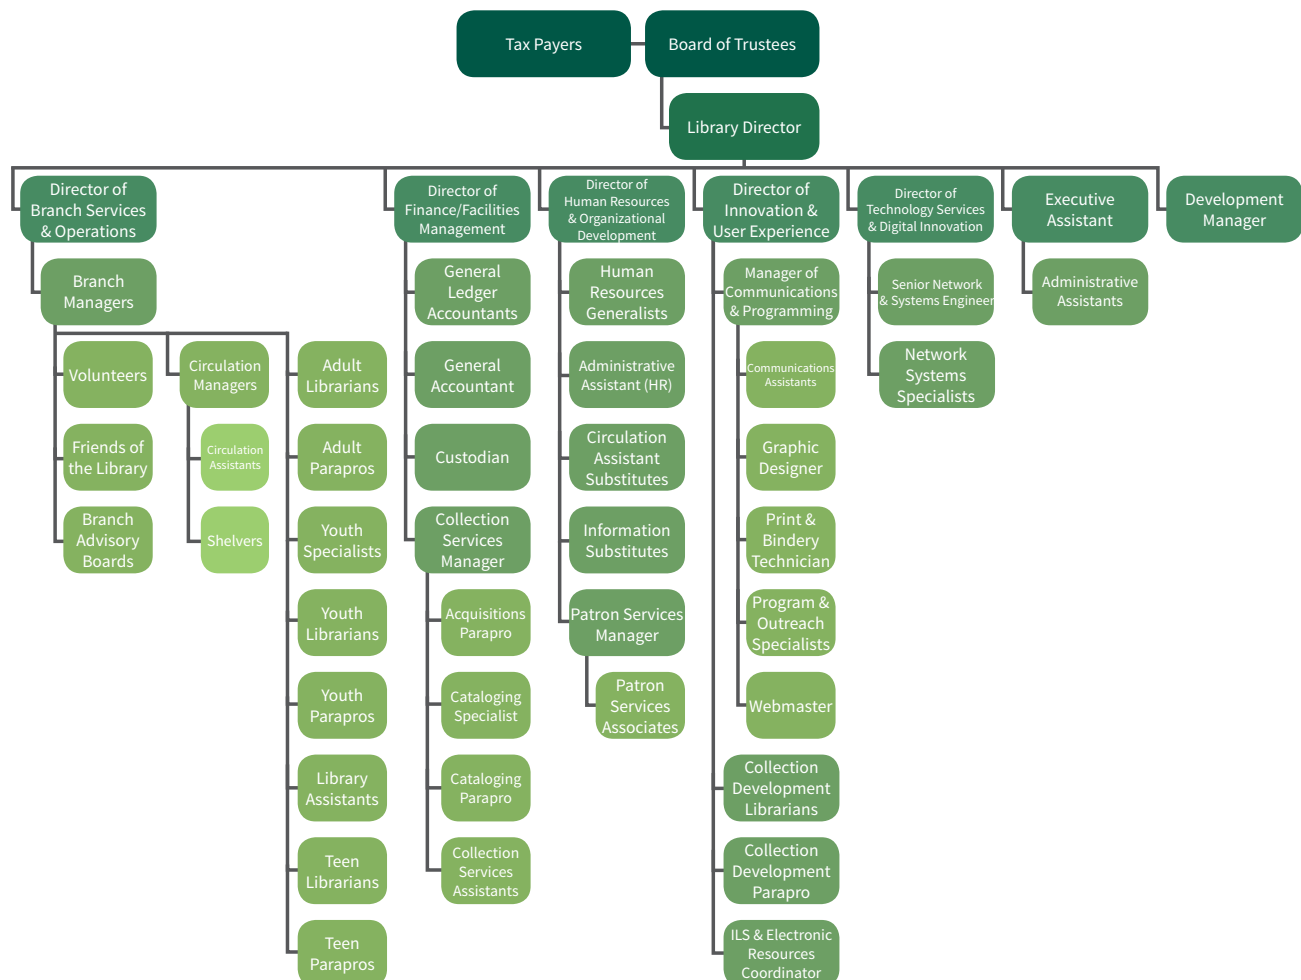 Tax Payers
Board of Trustees
Library Director
Director of
Branch Services
& Operations
Branch
Managers
Volunteers
Friends of
the Library
Branch
Advisory
Boards
Circulation
Managers
Circulation
Assistants
Shelvers
Adult
Librarians
Adult
Parapros
Youth
Specialists
Youth
Librarians
Youth
Parapros
Library
Assistants
Teen
Librarians
Teen
Parapros
Director of
Finance/Facilities
Management
General
Ledger
Accountants
General
Accountant
Custodian
Collection
Services
Manager
Acquisitions
Parapro
Cataloging
Specialist
Cataloging
Parapro
Collection
Services
Assistants
Director of
Human Resources
& Organizational
Development
Human
Resources
Generalists
Administrative
Assistant (HR)
Circulation
Assistant
Substitutes
Information
Substitutes
Patron Services
Manager
Patron
Services
Associates
Director of
Innovation &
User Experience
Manager of
Communications
& Programming
Communications
Assistants
Graphic
Designer
Print &
Bindery
Technician
Program &
Outreach
Specialists
Webmaster
Collection
Development
Librarians
Collection
Development
Parapro
ILS & Electronic
Resources
Coordinator
Director of
Technology Services
& Digital Innovation
Senior Network
& Systems Engineer
Network
Systems
Specialists
Executive
Assistant
Administrative
Assistants
Development
Manager